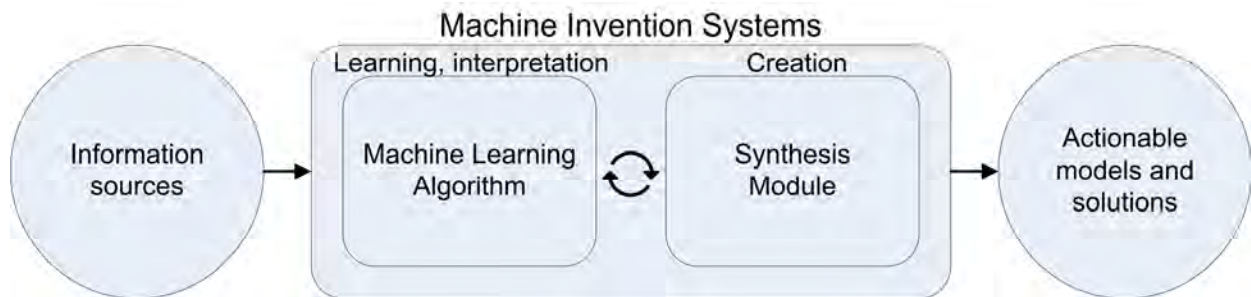 Machine Invention Systems
Learning, interpretation
Creation
Information
sources
Machine Learning
Algorithm
Synthesis
Module
Actionable
models and
solutions